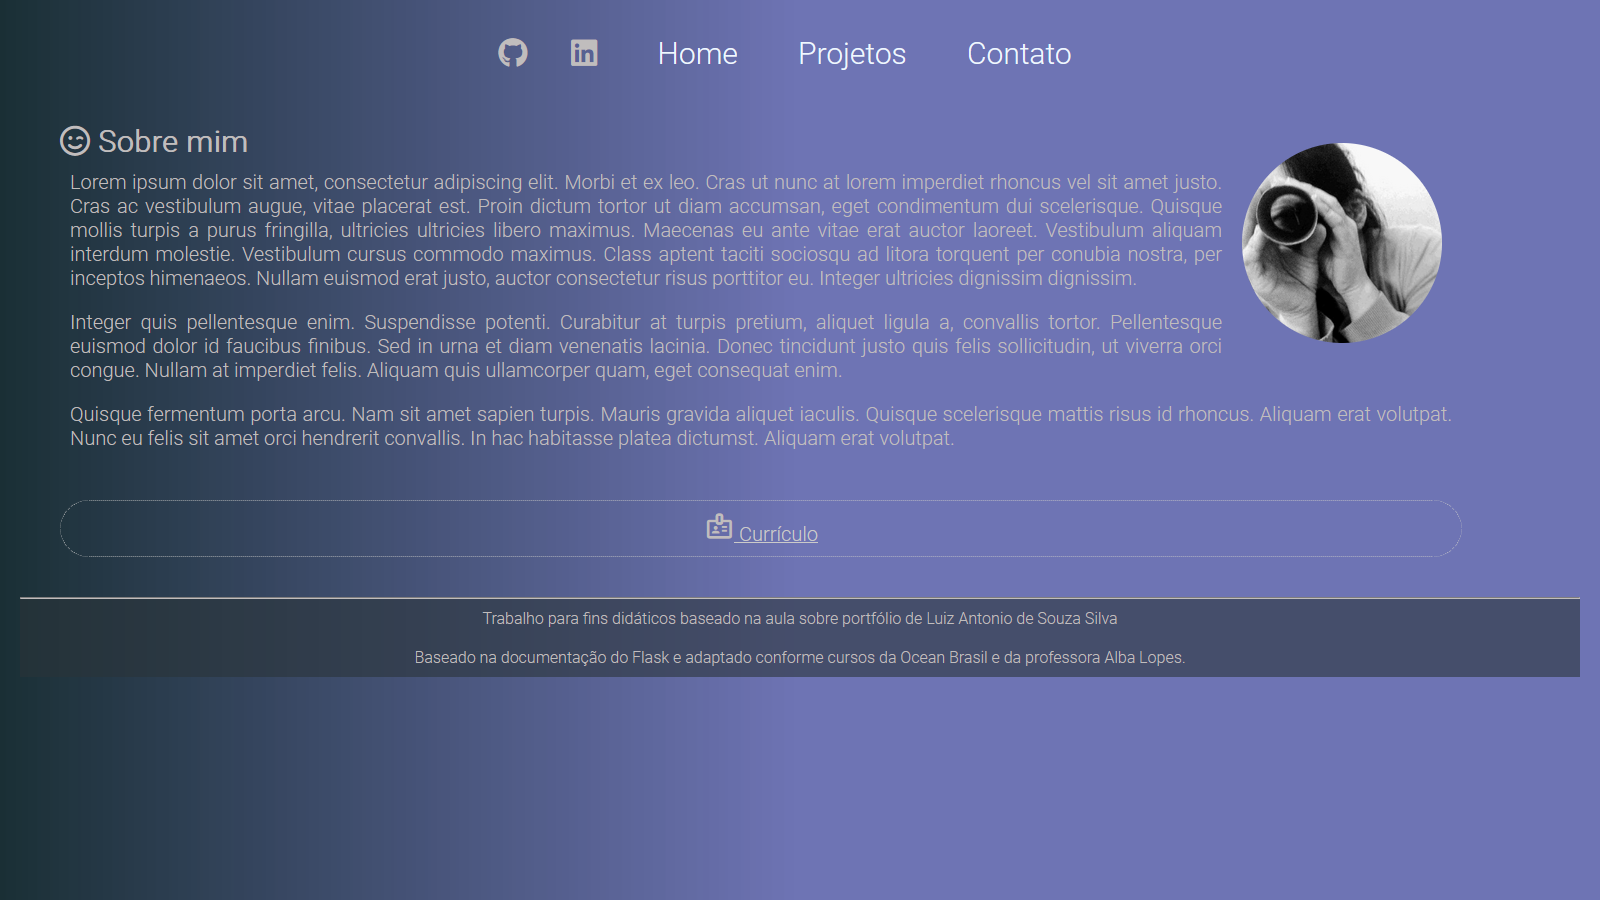 Home Projetos Contato
Sobre mim
Lorem ipsum dolor sit amet, consectetur adipiscing elit. Morbi et ex leo. Cras ut nunc at lorem imperdiet rhoncus vel sit amet justo.
Cras ac vestibulum augue, vitae placerat est. Proin dictum tortor ut diam accumsan, eget condimentum dui scelerisque. Quisque
mollis turpis a purus fringilla, ultricies ultricies libero maximus. Maecenas eu ante vitae erat auctor laoreet. Vestibulum aliquam
interdum molestie. Vestibulum cursus commodo maximus. Class aptent taciti sociosqu ad litora torquent per conubia nostra, per
inceptos himenaeos. Nullam euismod erat justo, auctor consectetur risus porttitor eu. Integer ultricies dignissim dignissim.
Integer quis pellentesque enim. Suspendisse potenti. Curabitur at turpis pretium, aliquet ligula a, convallis tortor. Pellentesque
euismod dolor id faucibus finibus. Sed in urna et diam venenatis lacinia. Donec tincidunt justo quis felis sollicitudin, ut viverra orci
congue. Nullam at imperdiet felis. Aliquam quis ullamcorper quam, eget consequat enim.
Quisque fermentum porta arcu. Nam sit amet sapien turpis. Mauris gravida aliquet iaculis. Quisque scelerisque mattis risus id rhoncus. Aliquam erat volutpat.
Nunc eu felis sit amet orci hendrerit convallis. In hac habitasse platea dictumst. Aliquam erat volutpat.
Currículo
Trabalho para fins didáticos baseado na aula sobre portfólio de Luiz Antonio de Souza Silva
Baseado na documentação do Flask e adaptado conforme cursos da Ocean Brasil e da professora Alba Lopes.